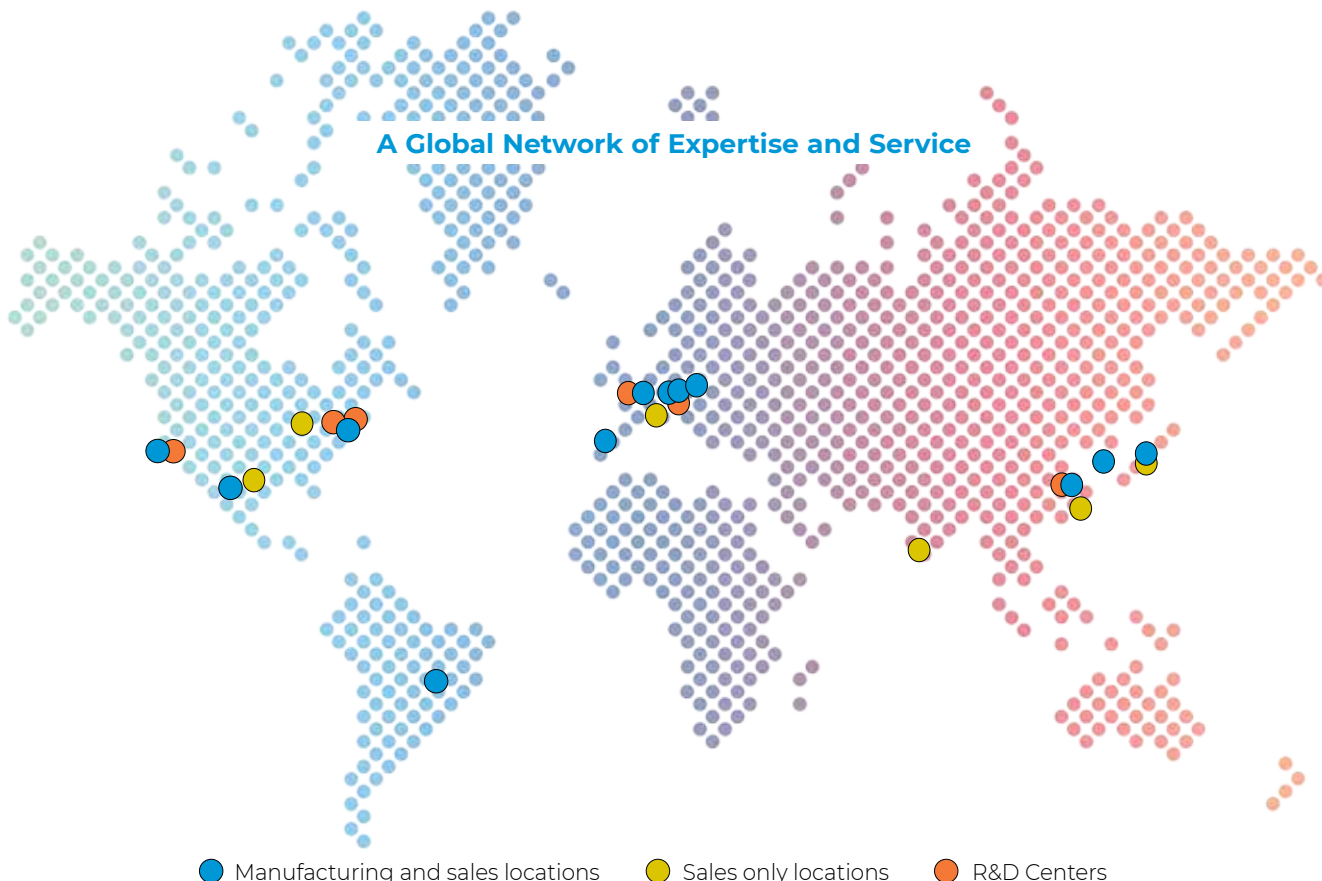 A Global Network of Expertise and Service
Manufacturing and sales locations Sales only locations R&D Centers